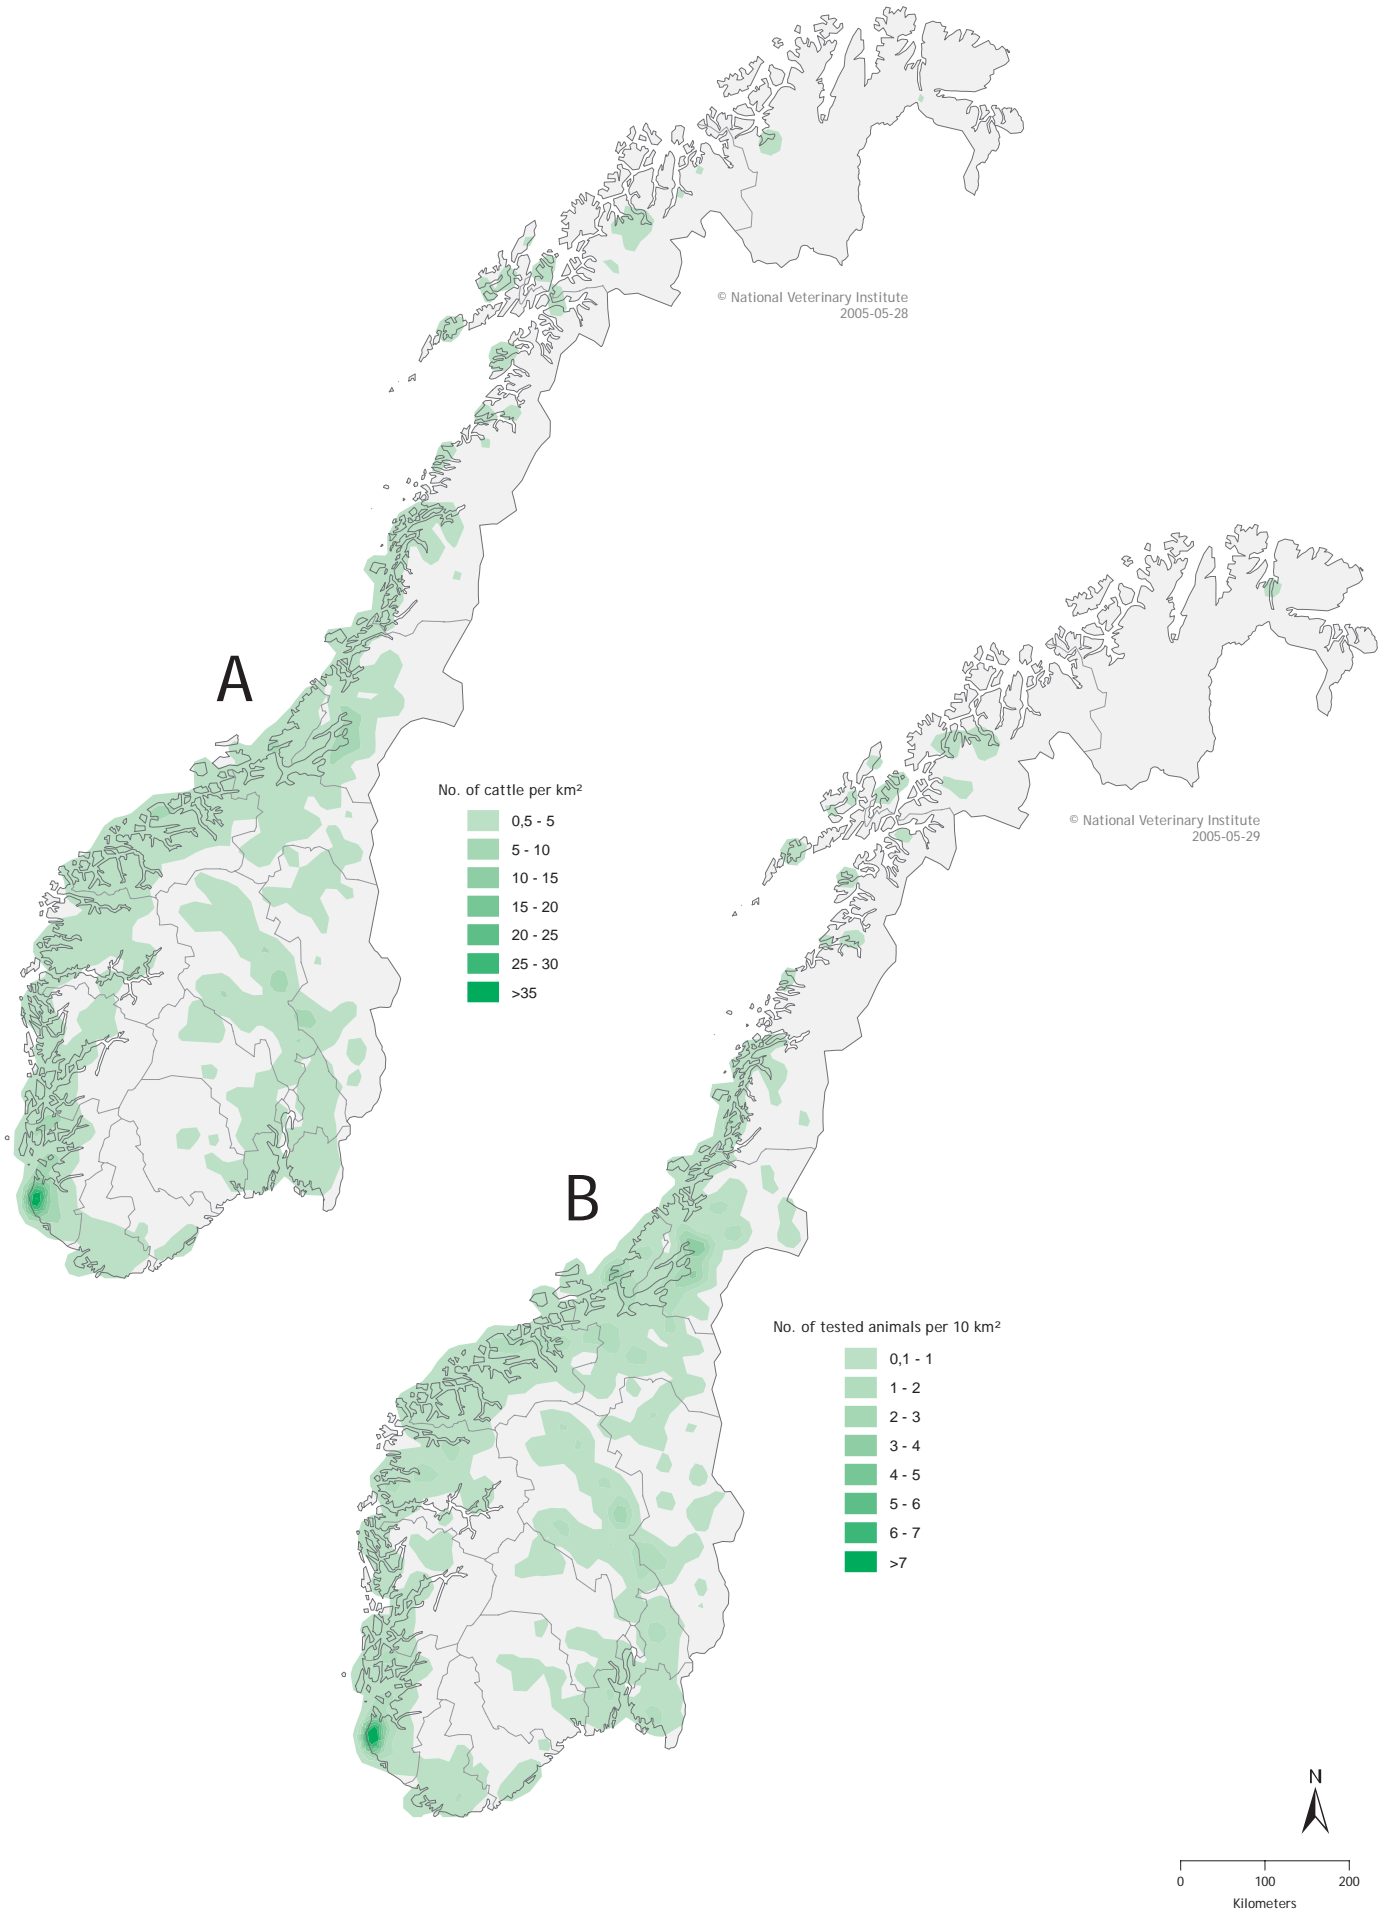 © National Veterinary Institute
2005-05-28
A
No. of cattle per km²
0,5 - 5
5 - 10
10 - 15
15 - 20
20 - 25
25 - 30
>35
© National Veterinary Institute
2005-05-29
B
No. of tested animals per 10 km²
0,1 - 1
1 - 2
2 - 3
3 - 4
4 - 5
5 - 6
6 - 7
>7
N
0 100 200
Kilometers